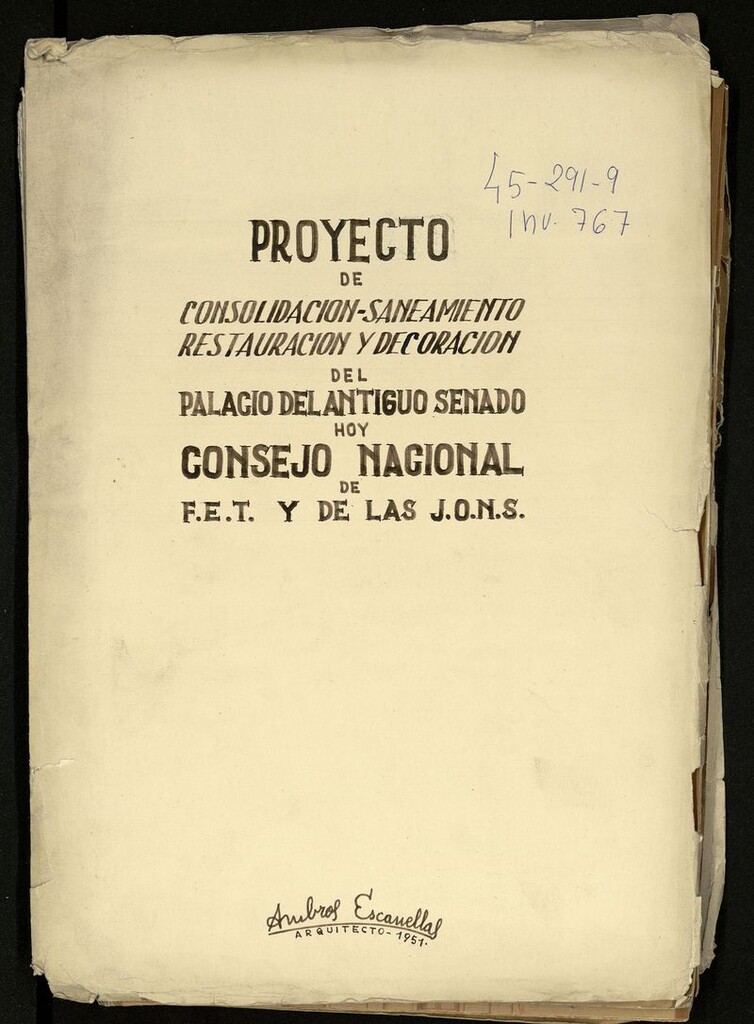 45-291-9
Inv. 767
PROYECTO
DE
CONSOLIDACION-SANEAMIENTO
RESTAURACION Y DECORACION
DEL
PALACIO DEL ANTIGUO SENADO
HOY
CONSEJO NACIONAL
DE
F.E.T. Y DE LAS J.O.N.S.
Ambros Escanellas
ARQUITECTO-1951.